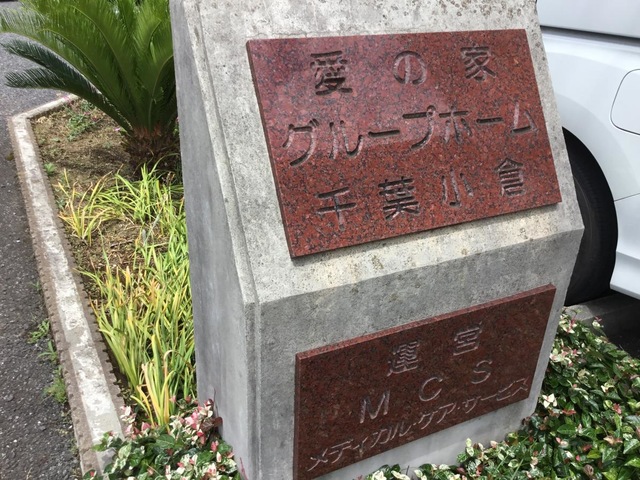 愛の家
グループホーム
千葉小倉
運営
MCS
メディカル・ケア・サービス